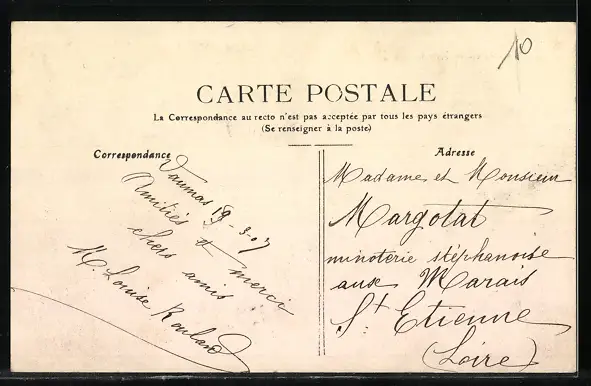 10
CARTE POSTALE
La Correspondance au recto n'est pas acceptée par tous les pays étrangers
(Se renseigner à la poste)
Correspondance
Vaumas 19-3-07
Amitiés & merci
chers amis
M. Louise Rouland
Adresse
Madame et Monsieur
Margotat
minoterie stéphanoise
aux Marais
St Etienne
(Loire)